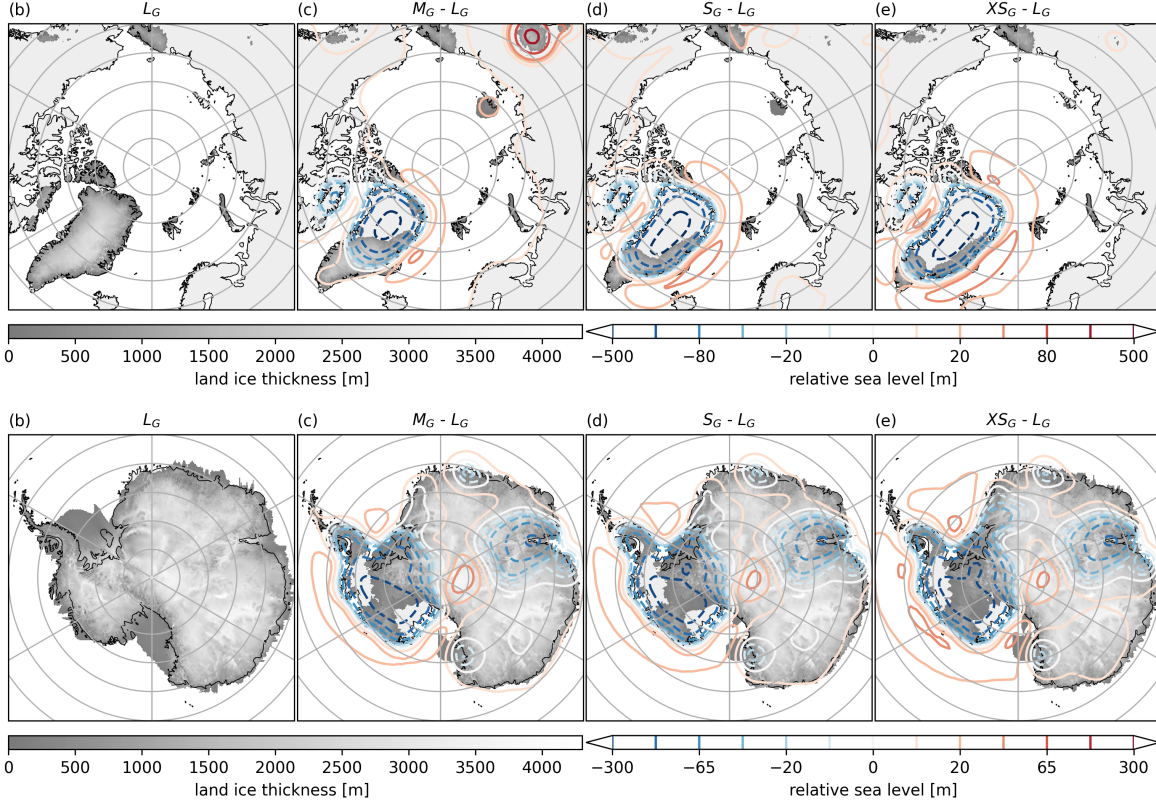 (b) L_G (c) M_G - L_G (d) S_G - L_G (e) XS_G - L_G
0 500 1000 1500 2000 2500 3000 3500 4000 −500 −80 −20 0 20 80 500
land ice thickness [m] relative sea level [m]
(b) L_G (c) M_G - L_G (d) S_G - L_G (e) XS_G - L_G
0 500 1000 1500 2000 2500 3000 3500 4000 −300 −65 −20 0 20 65 300
land ice thickness [m] relative sea level [m]